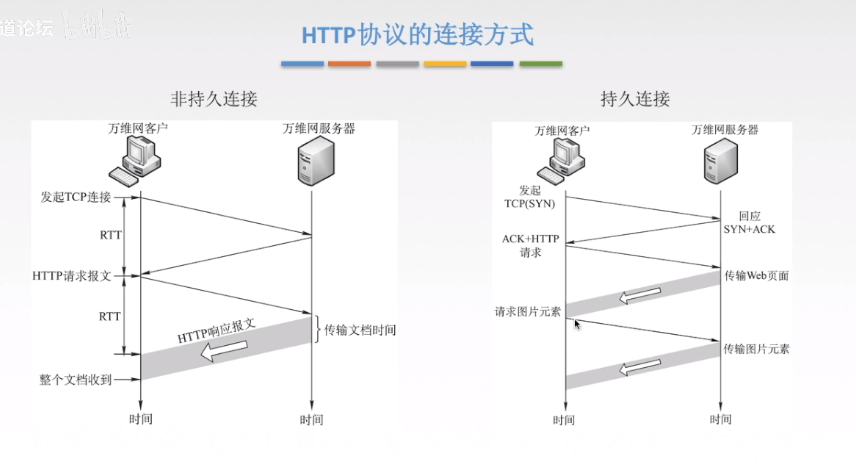 道论坛
HTTP协议的连接方式
非持久连接
万维网客户
万维网服务器
发起TCP连接
RTT
HTTP请求报文
RTT
HTTP响应报文
传输文档时间
整个文档收到
时间
时间
持久连接
万维网客户
万维网服务器
发起
TCP(SYN)
回应
SYN+ACK
ACK+HTTP
请求
传输Web页面
请求图片元素
传输图片元素
时间
时间